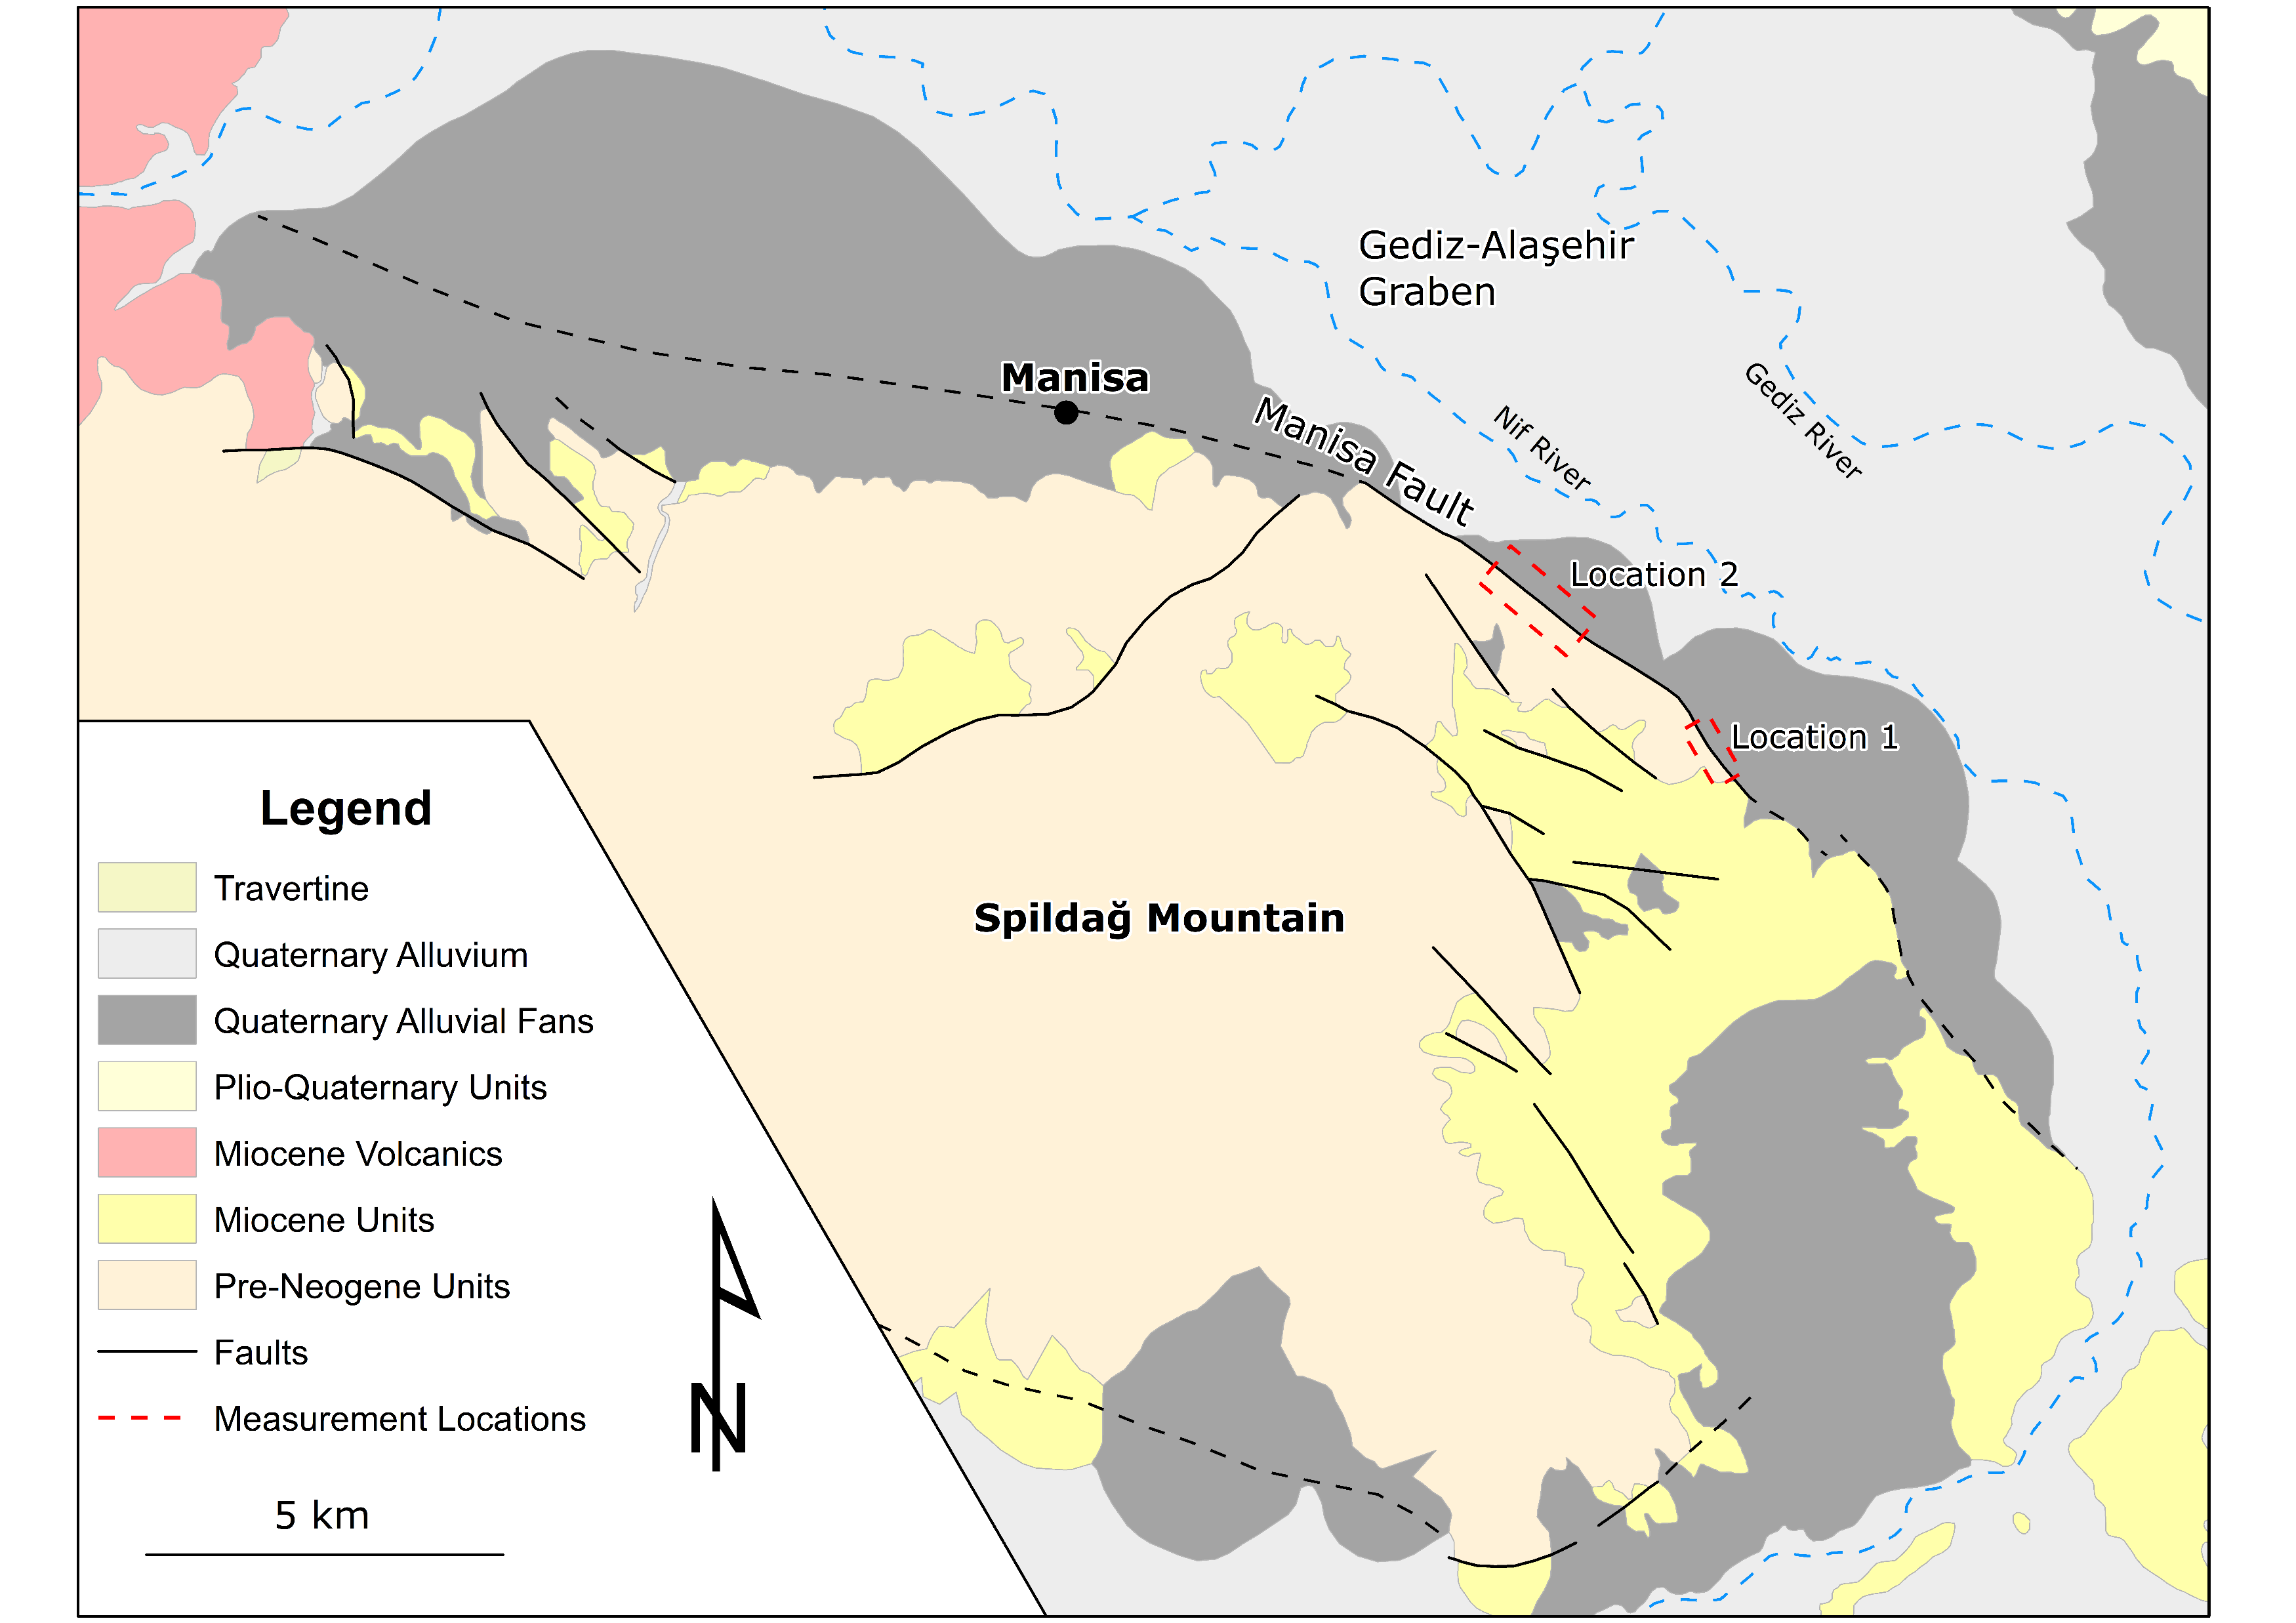 Gediz-Alaşehir
Graben
Manisa
Manisa Fault
Nif River
Gediz River
Location 2
Location 1
Spildağ Mountain
Legend
Travertine
Quaternary Alluvium
Quaternary Alluvial Fans
Plio-Quaternary Units
Miocene Volcanics
Miocene Units
Pre-Neogene Units
Faults
Measurement Locations
N
5 km